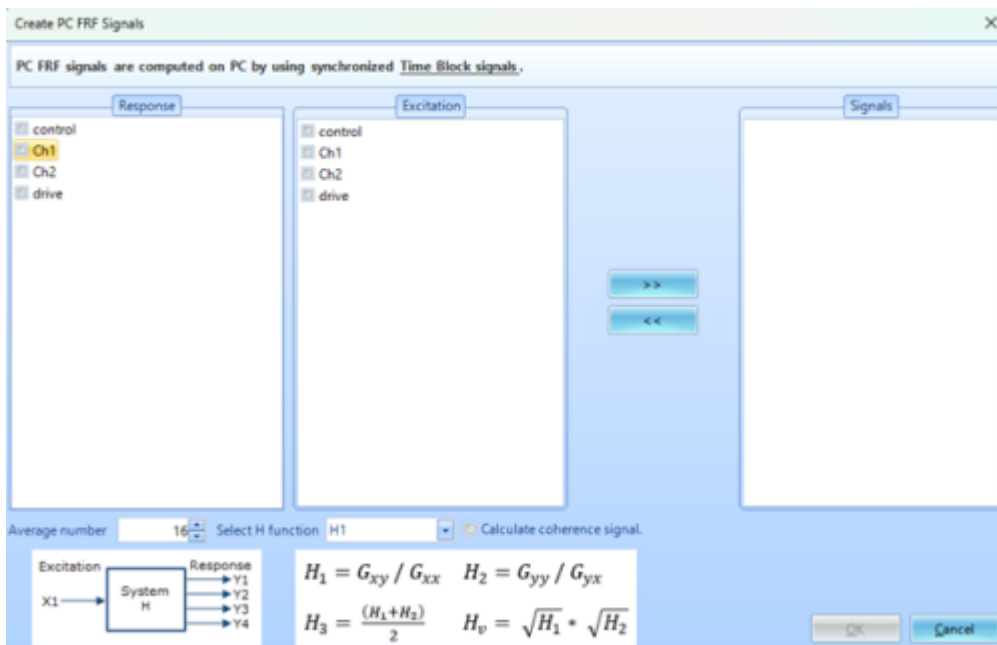 Create PC FRF Signals
PC FRF signals are computed on PC by using synchronized Time Block signals.
Response
control
Ch1
Ch2
drive
Excitation
control
Ch1
Ch2
drive
>>
<<
Signals
Average number 16 Select H function H1 Calculate coherence signal.
Excitation
X1
System
H
Response
Y1
Y2
Y3
Y4
H₁ = Gxy / Gxx H₂ = Gyy / Gyx
H₃ = (H₁+H₂) / 2 Hᵥ = √H₁ * √H₂
OK Cancel